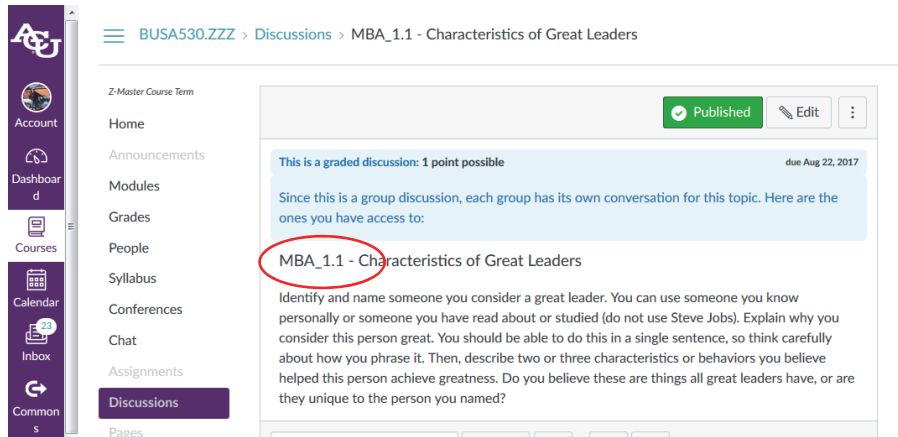 ACU
BUSA530.ZZZ > Discussions > MBA_1.1 - Characteristics of Great Leaders
Account
Dashboar
d
Courses
Calendar
23
Inbox
Common
s
Z-Master Course Term
Home
Announcements
Modules
Grades
People
Syllabus
Conferences
Chat
Assignments
Discussions
Pages
Published
Edit
This is a graded discussion: 1 point possible
due Aug 22, 2017
Since this is a group discussion, each group has its own conversation for this topic. Here are the
ones you have access to:
MBA_1.1 - Characteristics of Great Leaders
Identify and name someone you consider a great leader. You can use someone you know
personally or someone you have read about or studied (do not use Steve Jobs). Explain why you
consider this person great. You should be able to do this in a single sentence, so think carefully
about how you phrase it. Then, describe two or three characteristics or behaviors you believe
helped this person achieve greatness. Do you believe these are things all great leaders have, or are
they unique to the person you named?